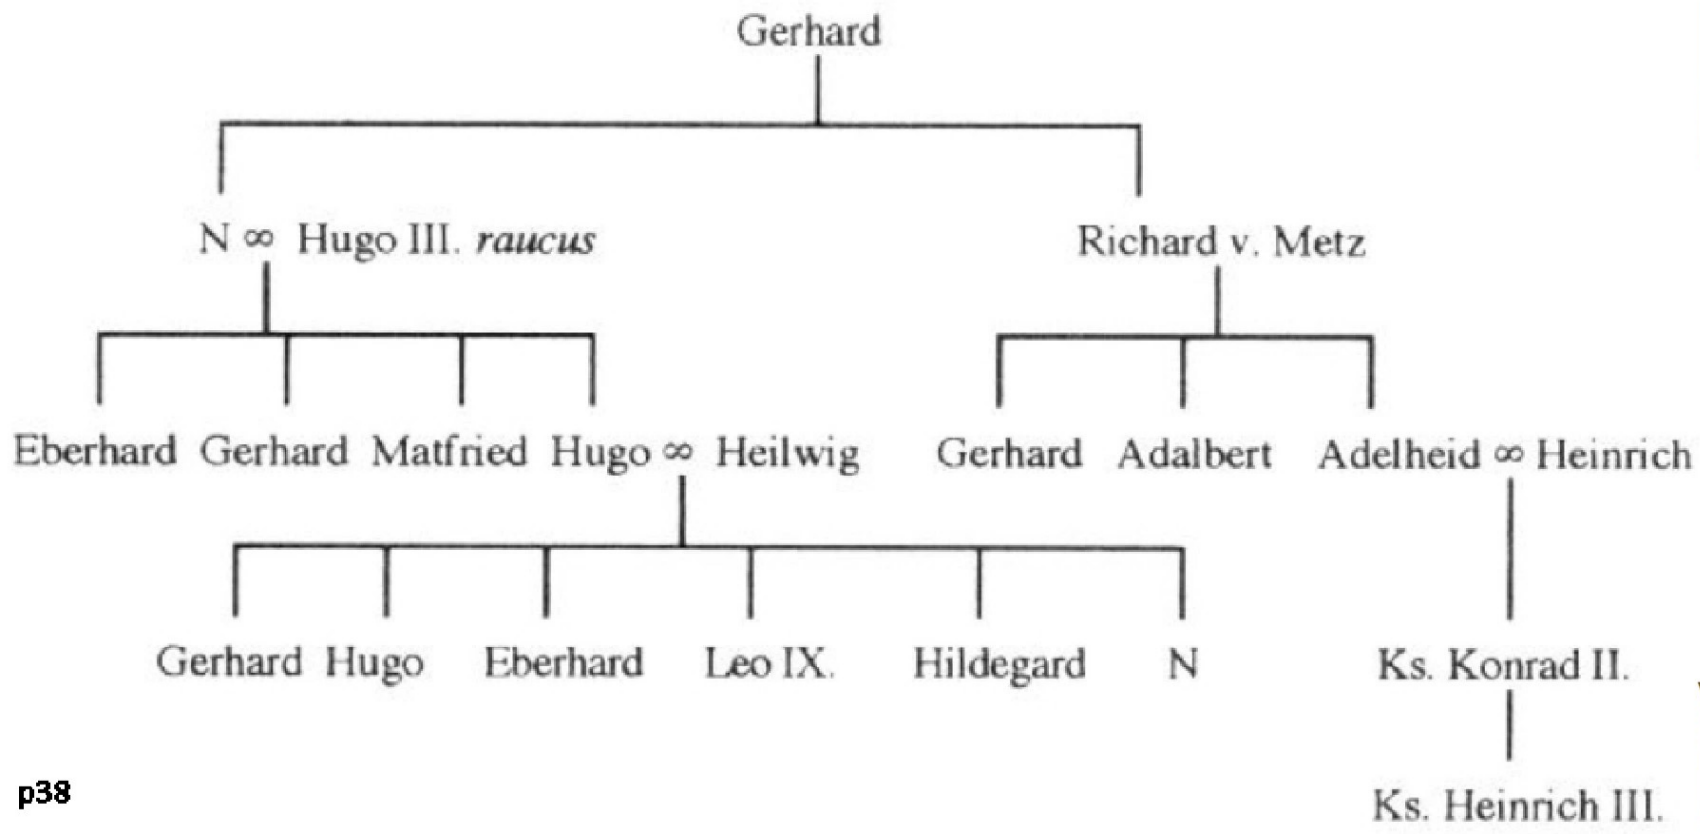 Gerhard
N ∞ Hugo III. raucus Richard v. Metz
Eberhard Gerhard Matfried Hugo ∞ Heilwig Gerhard Adalbert Adelheid ∞ Heinrich
Gerhard Hugo Eberhard Leo IX. Hildegard N Ks. Konrad II.
p38 Ks. Heinrich III.